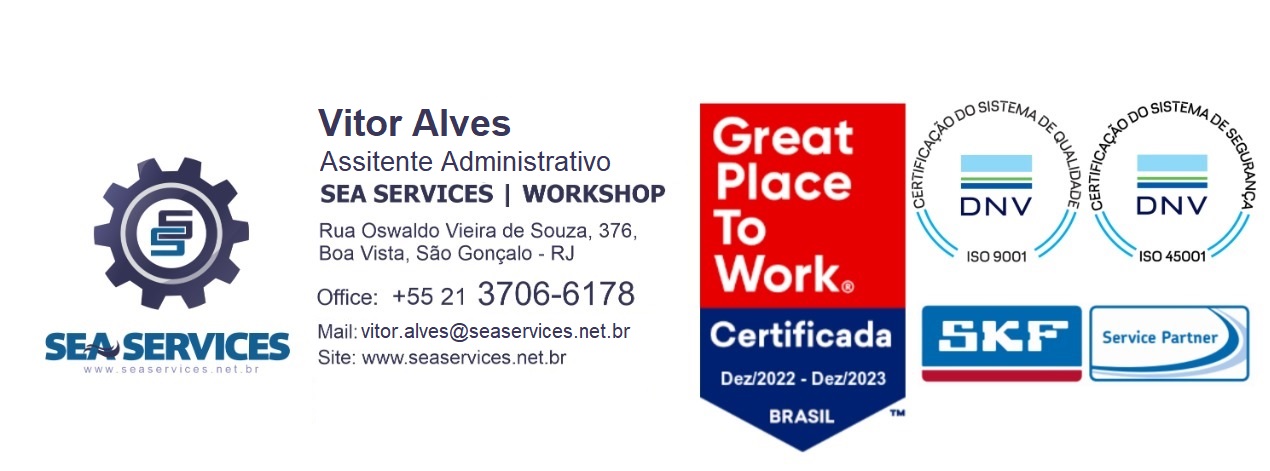 SS
SEA SERVICES
www.seaservices.net.br
Vitor Alves
Assitente Administrativo
SEA SERVICES | WORKSHOP
Rua Oswaldo Vieira de Souza, 376,
Boa Vista, São Gonçalo - RJ
Office: +55 21 3706-6178
Mail: vitor.alves@seaservices.net.br
Site: www.seaservices.net.br
Great
Place
To
Work®
Certificada
Dez/2022 - Dez/2023
BRASIL ™
CERTIFICAÇÃO DO SISTEMA DE QUALIDADE
DNV
ISO 9001
CERTIFICAÇÃO DO SISTEMA DE SEGURANÇA
DNV
ISO 45001
SKF
Service Partner